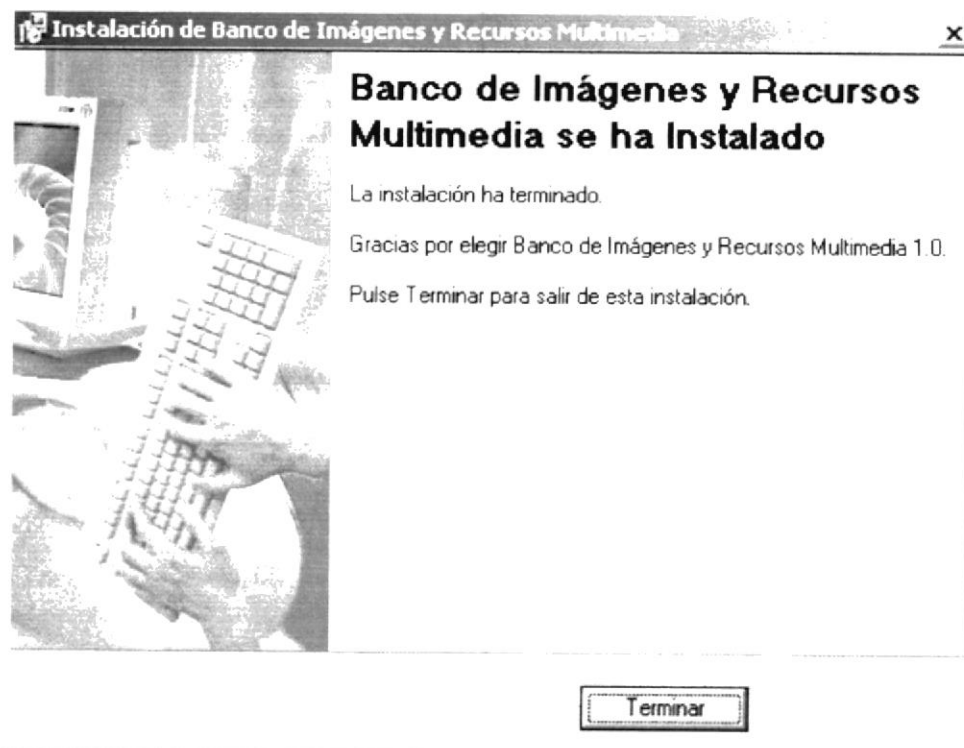 Instalación de Banco de Imágenes y Recursos Multimedia
Banco de Imágenes y Recursos
Multimedia se ha Instalado
La instalación ha terminado.
Gracias por elegir Banco de Imágenes y Recursos Multimedia 1.0.
Pulse Terminar para salir de esta instalación.
Terminar